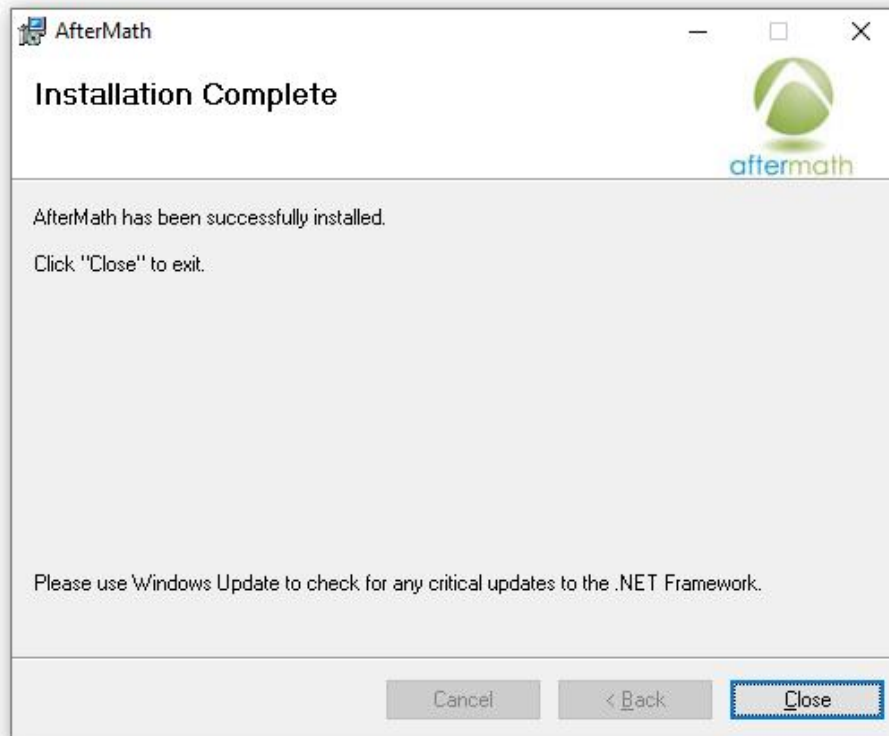 AfterMath
Installation Complete
aftermath
AfterMath has been successfully installed.
Click "Close" to exit.
Please use Windows Update to check for any critical updates to the .NET Framework.
Cancel
< Back
Close